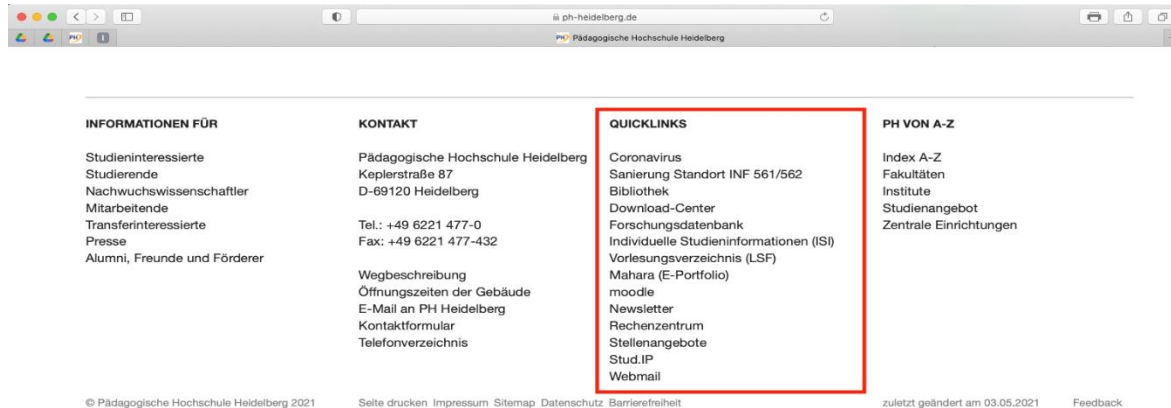 ph-heidelberg.de
PH Pädagogische Hochschule Heidelberg
INFORMATIONEN FÜR
Studieninteressierte
Studierende
Nachwuchswissenschaftler
Mitarbeitende
Transferinteressierte
Presse
Alumni, Freunde und Förderer
KONTAKT
Pädagogische Hochschule Heidelberg
Keplerstraße 87
D-69120 Heidelberg
Tel.: +49 6221 477-0
Fax: +49 6221 477-432
Wegbeschreibung
Öffnungszeiten der Gebäude
E-Mail an PH Heidelberg
Kontaktformular
Telefonverzeichnis
QUICKLINKS
Coronavirus
Sanierung Standort INF 561/562
Bibliothek
Download-Center
Forschungsdatenbank
Individuelle Studieninformationen (ISI)
Vorlesungsverzeichnis (LSF)
Mahara (E-Portfolio)
moodle
Newsletter
Rechenzentrum
Stellenangebote
Stud.IP
Webmail
PH VON A-Z
Index A-Z
Fakultäten
Institute
Studienangebot
Zentrale Einrichtungen
© Pädagogische Hochschule Heidelberg 2021
Seite drucken Impressum Sitemap Datenschutz Barrierefreiheit
zuletzt geändert am 03.05.2021
Feedback